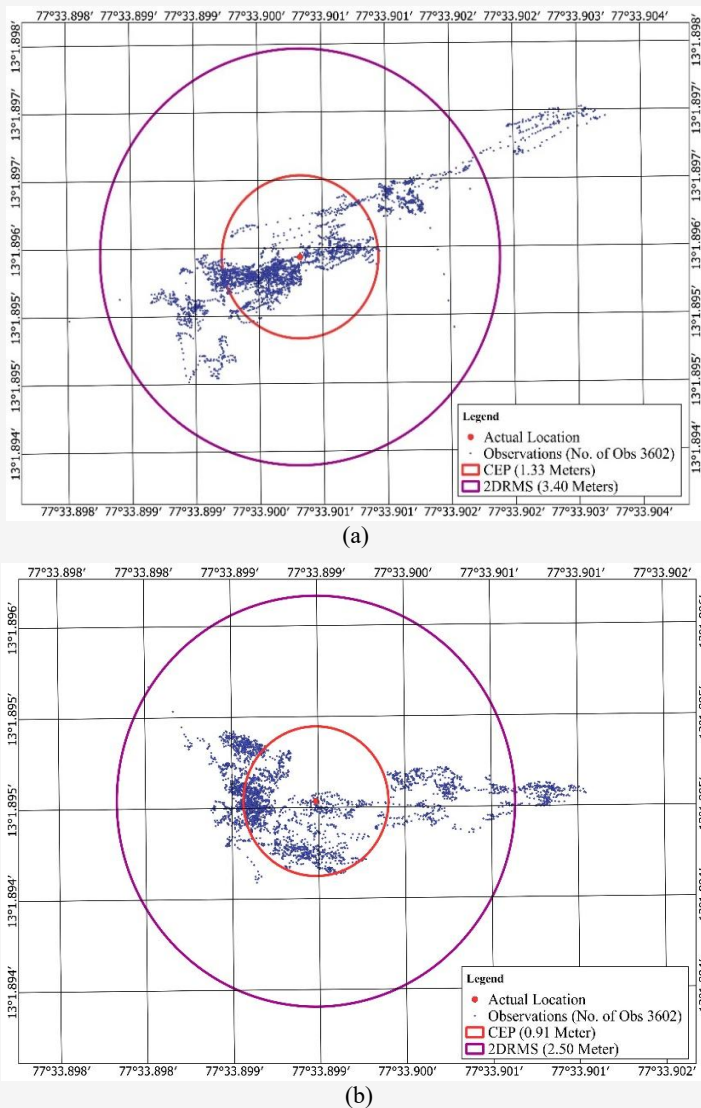 77°33.898' 77°33.899' 77°33.899' 77°33.900' 77°33.901' 77°33.901' 77°33.902' 77°33.903' 77°33.904'
13°1.898'
13°1.897'
13°1.897'
13°1.896'
13°1.895'
13°1.895'
13°1.894'
13°1.898'
13°1.897'
13°1.897'
13°1.896'
13°1.895'
13°1.895'
13°1.894'
Legend
Actual Location
Observations (No. of Obs 3602)
CEP (1.33 Meters)
2DRMS (3.40 Meters)
77°33.898' 77°33.899' 77°33.899' 77°33.900' 77°33.901' 77°33.901' 77°33.902' 77°33.903' 77°33.904'
(a)
77°33.898' 77°33.898' 77°33.899' 77°33.899' 77°33.900' 77°33.901' 77°33.901' 77°33.902'
13°1.896'
13°1.895'
13°1.895'
13°1.894'
13°1.894'
Legend
Actual Location
Observations (No. of Obs 3602)
CEP (0.91 Meter)
2DRMS (2.50 Meter)
77°33.898' 77°33.898' 77°33.899' 77°33.899' 77°33.900' 77°33.901' 77°33.901' 77°33.902'
(b)